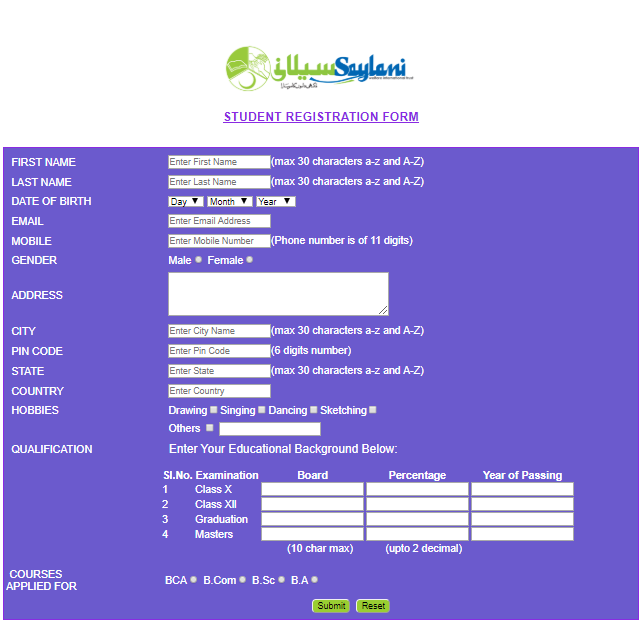 سیلانی Saylani
welfare international trust
STUDENT REGISTRATION FORM
FIRST NAME Enter First Name (max 30 characters a-z and A-Z)
LAST NAME Enter Last Name (max 30 characters a-z and A-Z)
DATE OF BIRTH Day Month Year
EMAIL Enter Email Address
MOBILE Enter Mobile Number (Phone number is of 11 digits)
GENDER Male Female
ADDRESS
CITY Enter City Name (max 30 characters a-z and A-Z)
PIN CODE Enter Pin Code (6 digits number)
STATE Enter State (max 30 characters a-z and A-Z)
COUNTRY Enter Country
HOBBIES Drawing Singing Dancing Sketching
Others
QUALIFICATION Enter Your Educational Background Below:
Sl.No. Examination Board Percentage Year of Passing
1 Class X
2 Class XII
3 Graduation
4 Masters
(10 char max) (upto 2 decimal)
COURSES
APPLIED FOR
BCA B.Com B.Sc B.A
Submit Reset